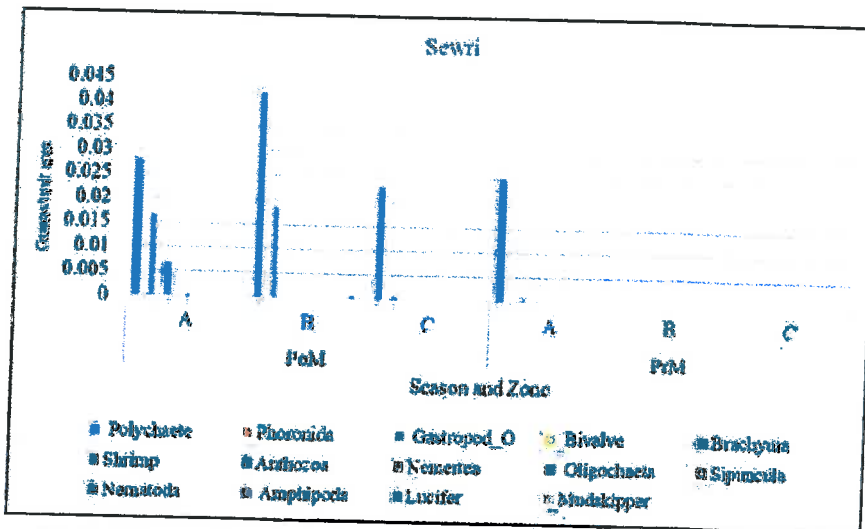 Sewri
0.045
0.04
0.035
0.03
0.025
0.02
0.015
0.01
0.005
0
A B C A B C
PoM PrM
Season and Zone
Polychaete Phoronida Gastropod_O Bivalve Brachyura
Shrimp Anthozoa Nemertea Oligochaeta Sipuncula
Nematoda Amphipoda Lucifer Mudskipper